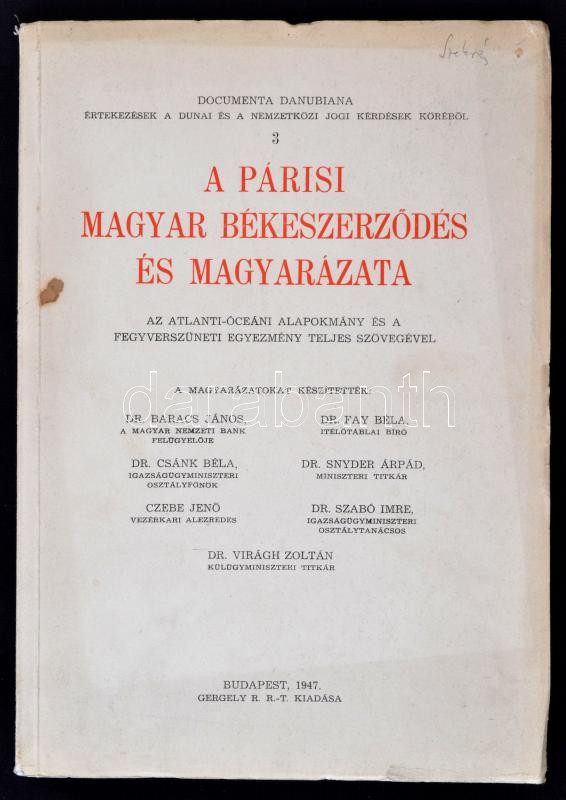 DOCUMENTA DANUBIANA
ÉRTEKEZÉSEK A DUNAI ÉS A NEMZETKÖZI JOGI KÉRDÉSEK KÖRÉBŐL
3
A PÁRISI
MAGYAR BÉKESZERZŐDÉS
ÉS MAGYARÁZATA
AZ ATLANTI-ÓCEÁNI ALAPOKMÁNY ÉS A
FEGYVERSZÜNETI EGYEZMÉNY TELJES SZÖVEGÉVEL
A MAGYARÁZATOKAT KÉSZÍTETTÉK:
darabanth
DR. BARACS JÁNOS,
A MAGYAR NEMZETI BANK
FELÜGYELŐJE
DR. FAY BÉLA,
ITÉLŐTÁBLAI BÍRÓ
DR. CSÁNK BÉLA,
IGAZSÁGÜGYMINISZTERI
OSZTÁLYFŐNÖK
DR. SNYDER ÁRPÁD,
MINISZTERI TITKÁR
CZEBE JENŐ
VEZÉRKARI ALEZREDES
DR. SZABÓ IMRE,
IGAZSÁGÜGYMINISZTERI
OSZTÁLYTANÁCSOS
DR. VIRÁGH ZOLTÁN
KÜLÜGYMINISZTERI TITKÁR
BUDAPEST, 1947.
GERGELY R. R.-T. KIADÁSA